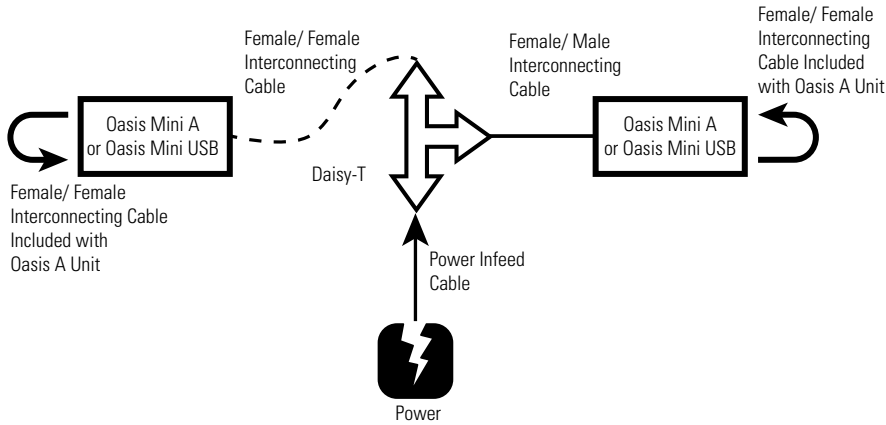 Female/ Female
Interconnecting
Cable
Female/ Male
Interconnecting
Cable
Female/ Female
Interconnecting
Cable Included
with Oasis A Unit
Oasis Mini A
or Oasis Mini USB
Oasis Mini A
or Oasis Mini USB
Daisy-T
Female/ Female
Interconnecting Cable
Included with
Oasis A Unit
Power Infeed
Cable
Power